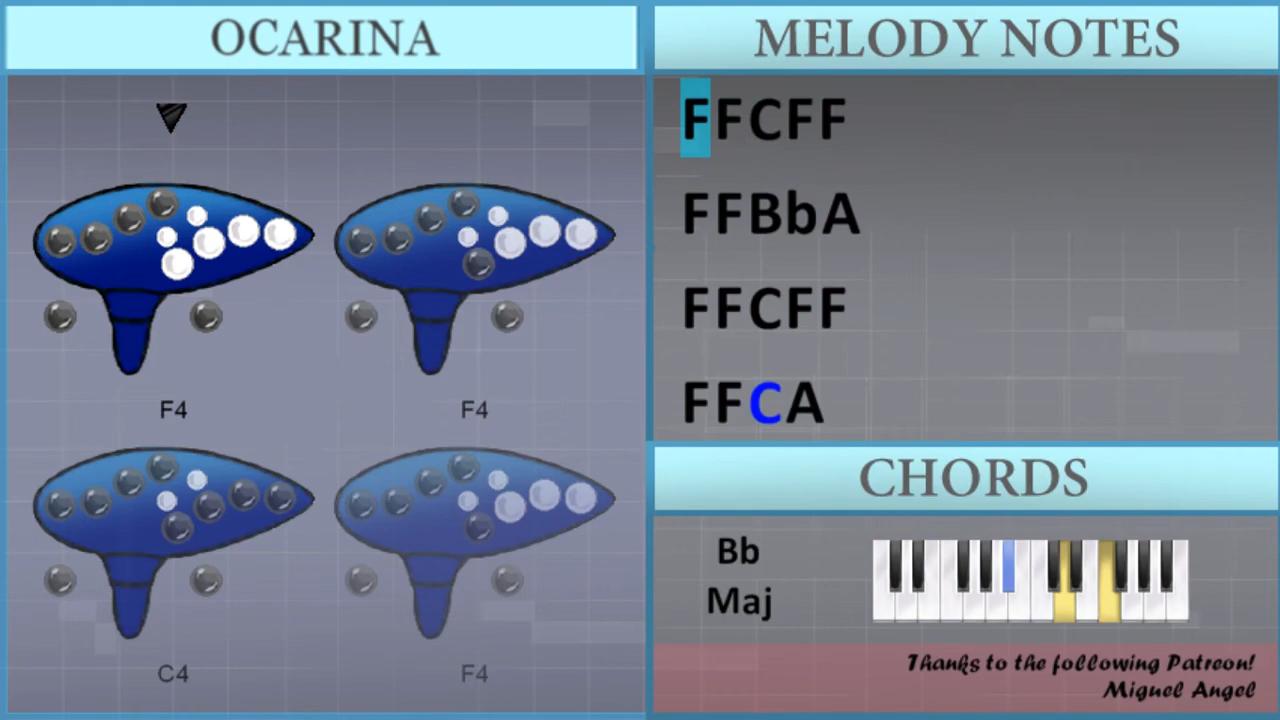 OCARINA
F4
F4
C4
F4
MELODY NOTES
FFCFF
FFBbA
FFCFF
FFCA
CHORDS
Bb
Maj
Thanks to the following Patreon!
Miguel Angel